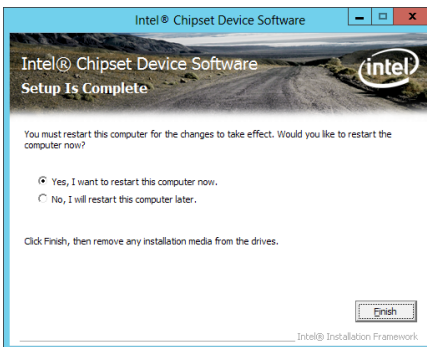 Intel® Chipset Device Software
Intel® Chipset Device Software
Setup Is Complete
intel
You must restart this computer for the changes to take effect. Would you like to restart the
computer now?
Yes, I want to restart this computer now.
No, I will restart this computer later.
Click Finish, then remove any installation media from the drives.
Finish
Intel® Installation Framework